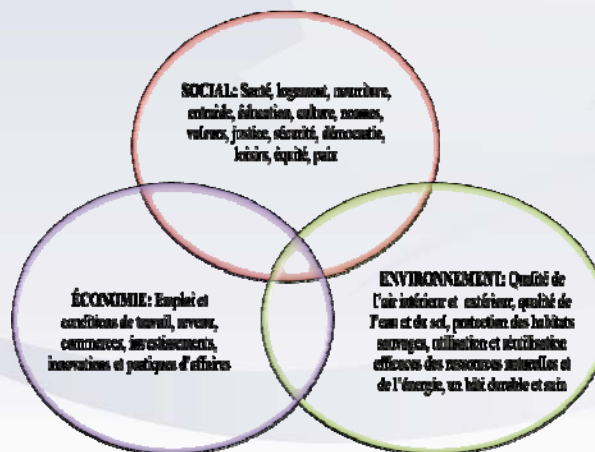 SOCIAL: Santé, logement, nourriture,
entraide, éducation, culture, normes,
valeurs, justice, sécurité, démocratie,
loisirs, équité, paix
ÉCONOMIE: Emploi et
conditions de travail, revenu,
commerces, investissements,
innovations et pratiques d'affaires
ENVIRONNEMENT: Qualité de
l'air intérieur et extérieur, qualité de
l'eau et du sol, protection des habitats
sauvages, utilisation et réutilisation
efficaces des ressources naturelles et
de l'énergie, un bâti durable et sain